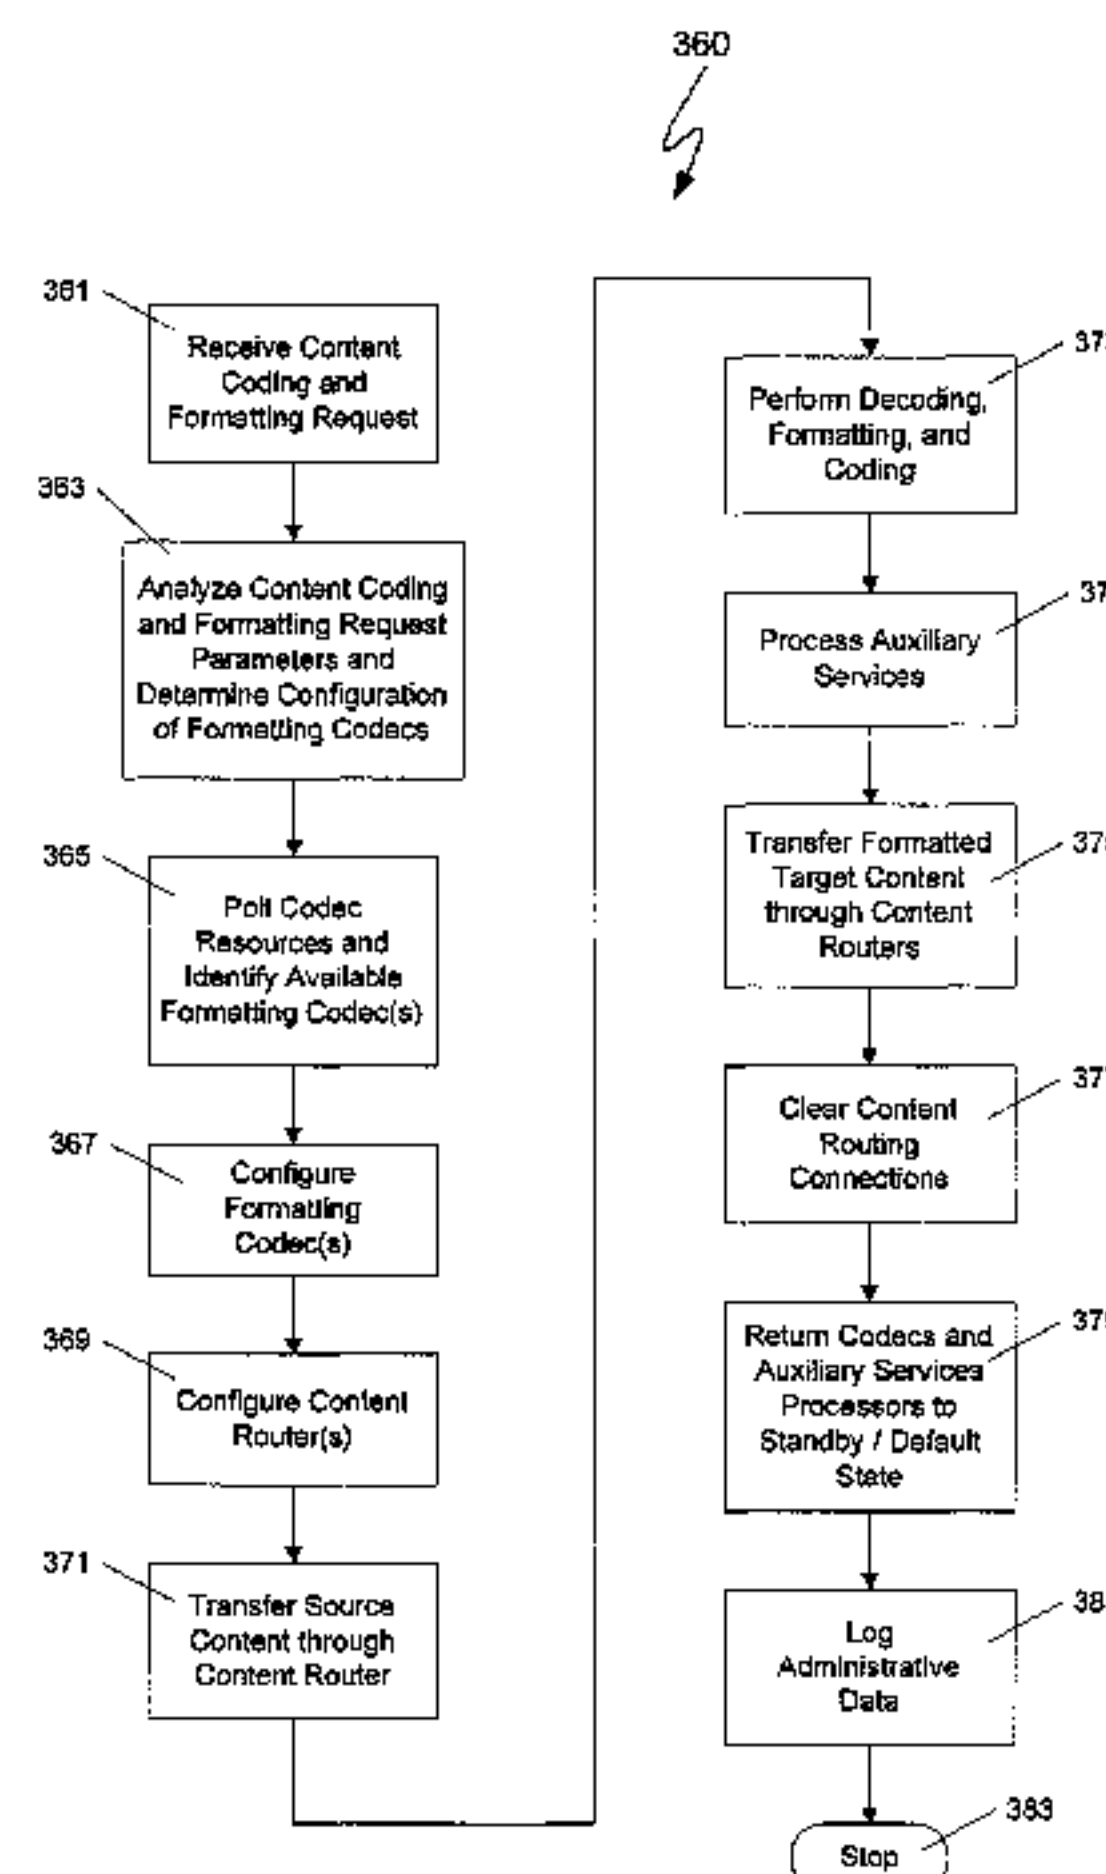 360
361
Receive Content
Coding and
Formatting Request
363
Analyze Content Coding
and Formatting Request
Parameters and
Determine Configuration
of Formatting Codecs
365
Poll Codec
Resources and
Identify Available
Formatting Codec(s)
367
Configure
Formatting
Codec(s)
369
Configure Content
Router(s)
371
Transfer Source
Content through
Content Router
Perform Decoding,
Formatting, and
Coding
37
Process Auxiliary
Services
37
Transfer Formatted
Target Content
through Content
Routers
Clear Content
Routing
Connections
37
Return Codecs and
Auxiliary Services
Processors to
Standby / Default
State
Log
Administrative
Data
38
383
Stop